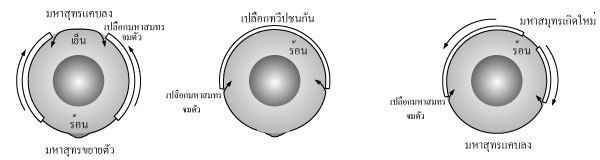 มหาสุทรแคบลง
เปลือกมหาสมทร
จมตัว
เย็น
ร้อน
มหาสุทรขยายตัว
เปลือกทวีปชนกัน
ร้อน
เปลือกมหาสมทร
จมตัว
มหาสมุทรเกิดใหม่
ร้อน
เปลือกมหาสมทร
จมตัว
มหาสุทรแคบลง